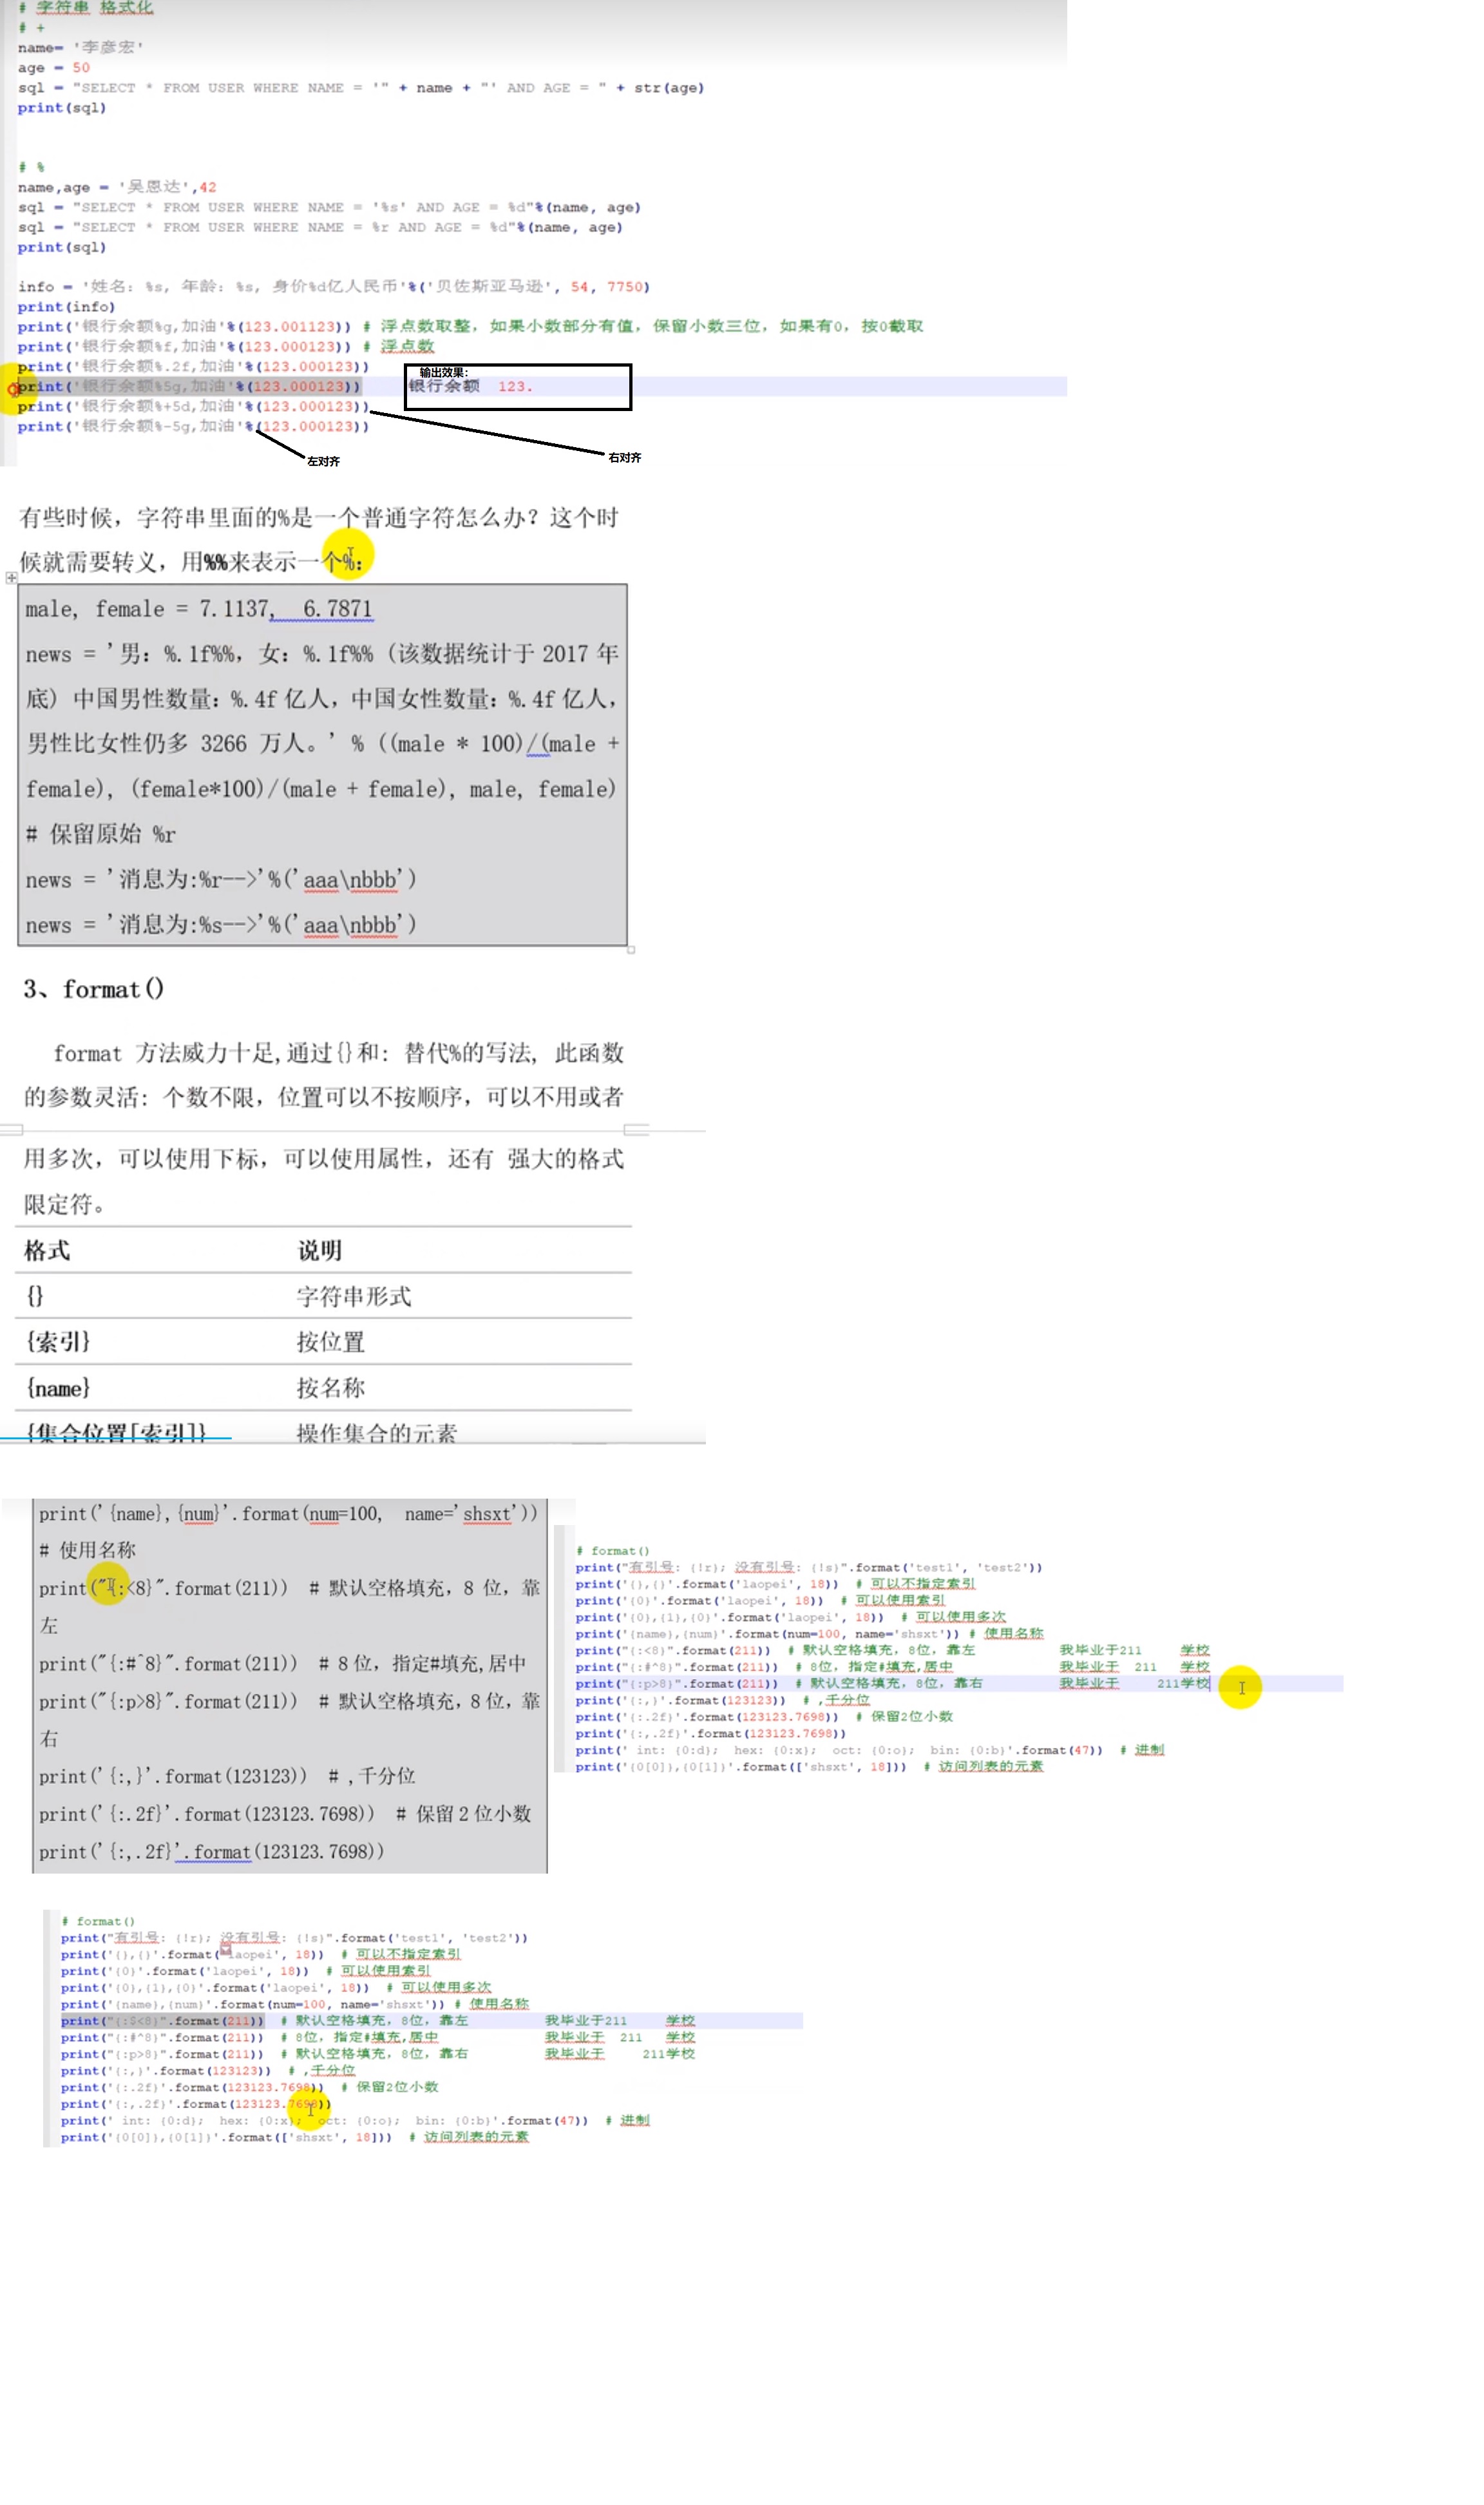 # 字符串 格式化
# +
name= '李彦宏'
age = 50
sql = "SELECT * FROM USER WHERE NAME = '" + name + "' AND AGE = " + str(age)
print(sql)
# %
name,age = '吴恩达',42
sql = "SELECT * FROM USER WHERE NAME = '%s' AND AGE = %d"%(name, age)
sql = "SELECT * FROM USER WHERE NAME = %r AND AGE = %d"%(name, age)
print(sql)
info = '姓名: %s, 年龄: %s, 身价%d亿人民币'%('贝佐斯亚马逊', 54, 7750)
print(info)
print('银行余额%g,加油'%(123.001123)) # 浮点数取整, 如果小数部分有值, 保留小数三位, 如果有0, 按0截取
print('银行余额%f,加油'%(123.000123)) # 浮点数
print('银行余额%.2f,加油'%(123.000123))
输出效果:
print('银行余额%5g,加油'%(123.000123)) 银行余额 123.
print('银行余额%+5d,加油'%(123.000123))
print('银行余额%-5g,加油'%(123.000123))
左对齐 右对齐
有些时候, 字符串里面的%是一个普通字符怎么办? 这个时
候就需要转义, 用%%来表示一个%:
male, female = 7.1137, 6.7871
news = '男: %.1f%%, 女: %.1f%% (该数据统计于 2017 年
底) 中国男性数量: %.4f 亿人, 中国女性数量: %.4f 亿人,
男性比女性仍多 3266 万人。' % ((male * 100)/(male +
female), (female*100)/(male + female), male, female)
# 保留原始 %r
news = '消息为:%r-->'%('aaa\nbbb')
news = '消息为:%s-->'%('aaa\nbbb')
3、format()
format 方法威力十足,通过{}和: 替代%的写法, 此函数
的参数灵活: 个数不限, 位置可以不按顺序, 可以不用或者
用多次, 可以使用下标, 可以使用属性, 还有 强大的格式
限定符。
格式 说明
{} 字符串形式
{索引} 按位置
{name} 按名称
{集合位置[索引]} 操作集合的元素
print('{name},{num}'.format(num=100, name='shsxt'))
# 使用名称
print("{:<8}".format(211)) # 默认空格填充, 8 位, 靠
左
print("{:#^8}".format(211)) # 8 位, 指定#填充,居中
print("{:p>8}".format(211)) # 默认空格填充, 8 位, 靠
右
print('{:,}'.format(123123)) # ,千分位
print('{:.2f}'.format(123123.7698)) # 保留 2 位小数
print('{:,.2f}'.format(123123.7698))
# format()
print("有引号: {!r}; 没有引号: {!s}".format('test1', 'test2'))
print('{},{}'.format('laopei', 18)) # 可以不指定索引
print('{0}'.format('laopei', 18)) # 可以使用索引
print('{0},{1},{0}'.format('laopei', 18)) # 可以使用多次
print('{name},{num}'.format(num=100, name='shsxt')) # 使用名称
print("{:<8}".format(211)) # 默认空格填充, 8位, 靠左 我毕业于211 学校
print("{:#^8}".format(211)) # 8位, 指定#填充,居中 我毕业于 211 学校
print("{:p>8}".format(211)) # 默认空格填充, 8位, 靠右 我毕业于 211学校
print('{:,}'.format(123123)) # ,千分位
print('{:.2f}'.format(123123.7698)) # 保留2位小数
print('{:,.2f}'.format(123123.7698))
print(' int: {0:d}; hex: {0:x}; oct: {0:o}; bin: {0:b}'.format(47)) # 进制
print('{0[0]},{0[1]}'.format(['shsxt', 18])) # 访问列表的元素
# format()
print("有引号: {!r}; 没有引号: {!s}".format('test1', 'test2'))
print('{},{}'.format('laopei', 18)) # 可以不指定索引
print('{0}'.format('laopei', 18)) # 可以使用索引
print('{0},{1},{0}'.format('laopei', 18)) # 可以使用多次
print('{name},{num}'.format(num=100, name='shsxt')) # 使用名称
print("{:$<8}".format(211)) # 默认空格填充, 8位, 靠左 我毕业于211 学校
print("{:#^8}".format(211)) # 8位, 指定#填充,居中 我毕业于 211 学校
print("{:p>8}".format(211)) # 默认空格填充, 8位, 靠右 我毕业于 211学校
print('{:,}'.format(123123)) # ,千分位
print('{:.2f}'.format(123123.7698)) # 保留2位小数
print('{:,.2f}'.format(123123.7698))
print(' int: {0:d}; hex: {0:x}; oct: {0:o}; bin: {0:b}'.format(47)) # 进制
print('{0[0]},{0[1]}'.format(['shsxt', 18])) # 访问列表的元素